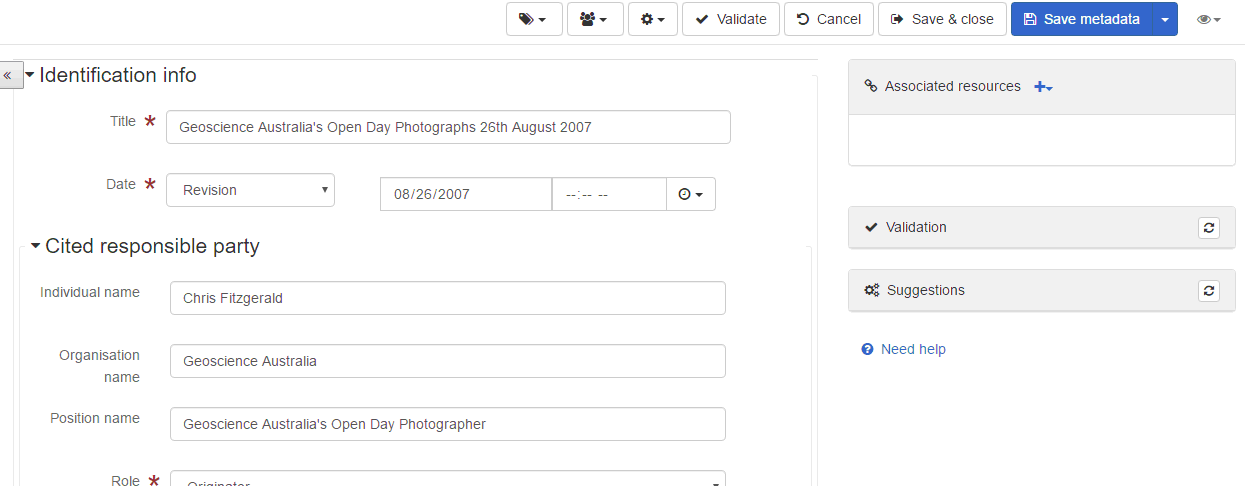 Validate Cancel Save & close Save metadata
Identification info
Title * Geoscience Australia's Open Day Photographs 26th August 2007
Date * Revision 08/26/2007 --:-- --
Cited responsible party
Individual name Chris Fitzgerald
Organisation
name
Geoscience Australia
Position name Geoscience Australia's Open Day Photographer
Role * Originator
Associated resources
Validation
Suggestions
Need help